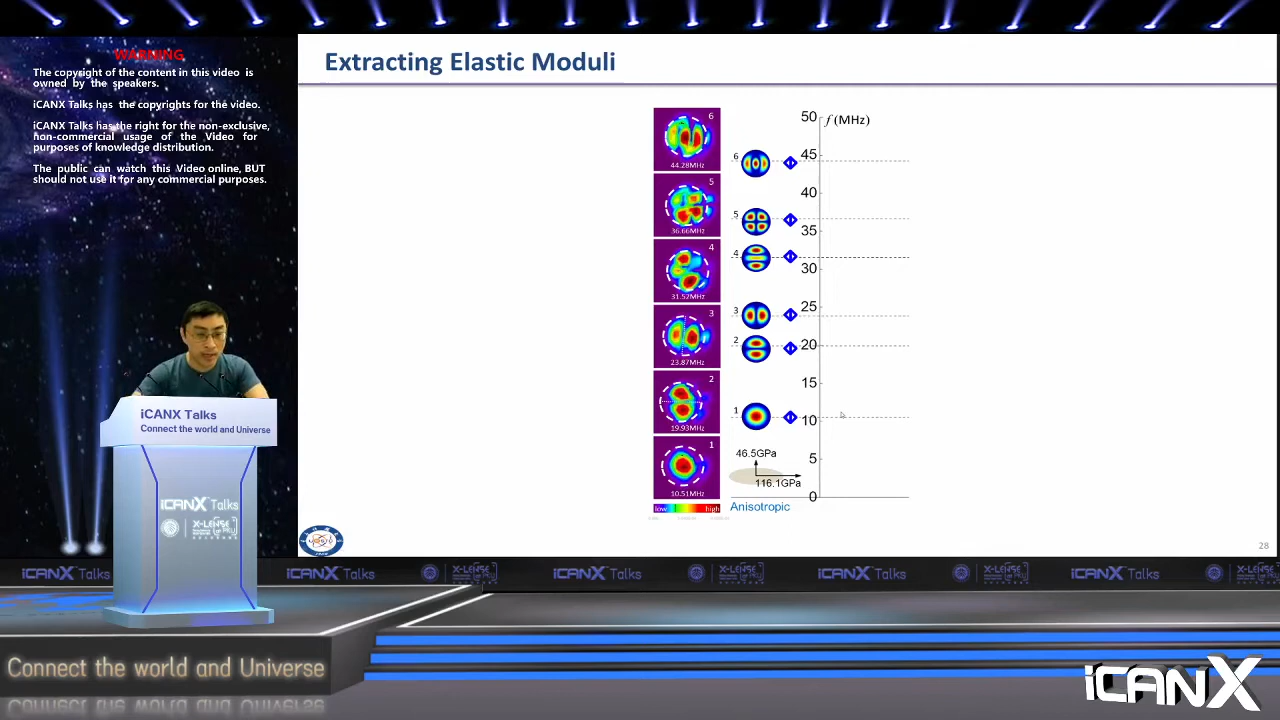 WARNING
The copyright of the content in this video is
owned by the speakers.
iCANX Talks has the copyrights for the video.
iCANX Talks has the right for the non-exclusive,
non-commercial usage of the Video for
purposes of knowledge distribution.
The public can watch this Video online, BUT
should not use it for any commercial purposes.
Extracting Elastic Moduli
6
44.28MHz
5
36.66MHz
4
31.52MHz
3
23.87MHz
2
19.93MHz
1
10.51MHz
low high
6
5
4
3
2
1
46.5GPa
116.1GPa
Anisotropic
50 f (MHz)
45
40
35
30
25
20
15
10
5
0
28
iCANX Talks
Connect the world and Universe
iCANX Talks
X-LENSE
iCANX Talks
iCANX Talks
X-LENSE
iCANX Talks
X-LENSE
iCANX Talks
X-LENSE
iCANX Talks
X-LENSE
Connect the world and Universe
iCANX